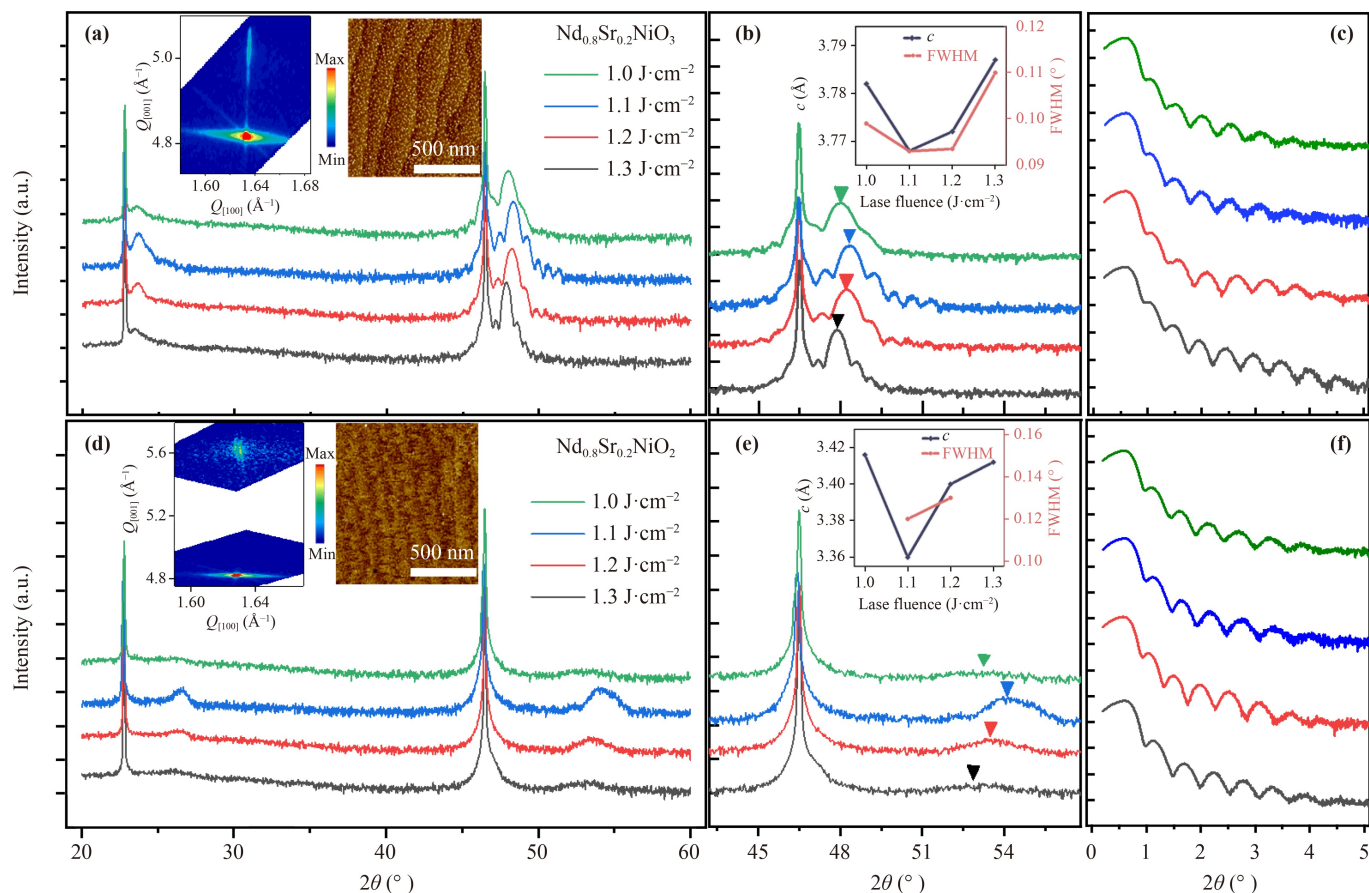 (a)
Nd0.8Sr0.2NiO3
1.0 J·cm−2
1.1 J·cm−2
1.2 J·cm−2
1.3 J·cm−2
Q[001] (Å−1)
5.0
4.8
1.60 1.64 1.68
Q[100] (Å−1)
Max
Min
500 nm
Intensity (a.u.)
(b)
c
FWHM
c (Å)
3.79
3.78
3.77
0.12
0.11
0.10
0.09
FWHM (°)
1.0 1.1 1.2 1.3
Lase fluence (J·cm−2)
(c)
(d)
Nd0.8Sr0.2NiO2
1.0 J·cm−2
1.1 J·cm−2
1.2 J·cm−2
1.3 J·cm−2
Q[001] (Å−1)
5.6
5.2
4.8
1.60 1.64
Q[100] (Å−1)
Max
Min
500 nm
Intensity (a.u.)
20 30 40 50 60
2θ (°)
(e)
c
FWHM
c (Å)
3.42
3.40
3.38
3.36
0.16
0.14
0.12
0.10
FWHM (°)
1.0 1.1 1.2 1.3
Lase fluence (J·cm−2)
45 48 51 54
2θ (°)
(f)
0 1 2 3 4 5
2θ (°)